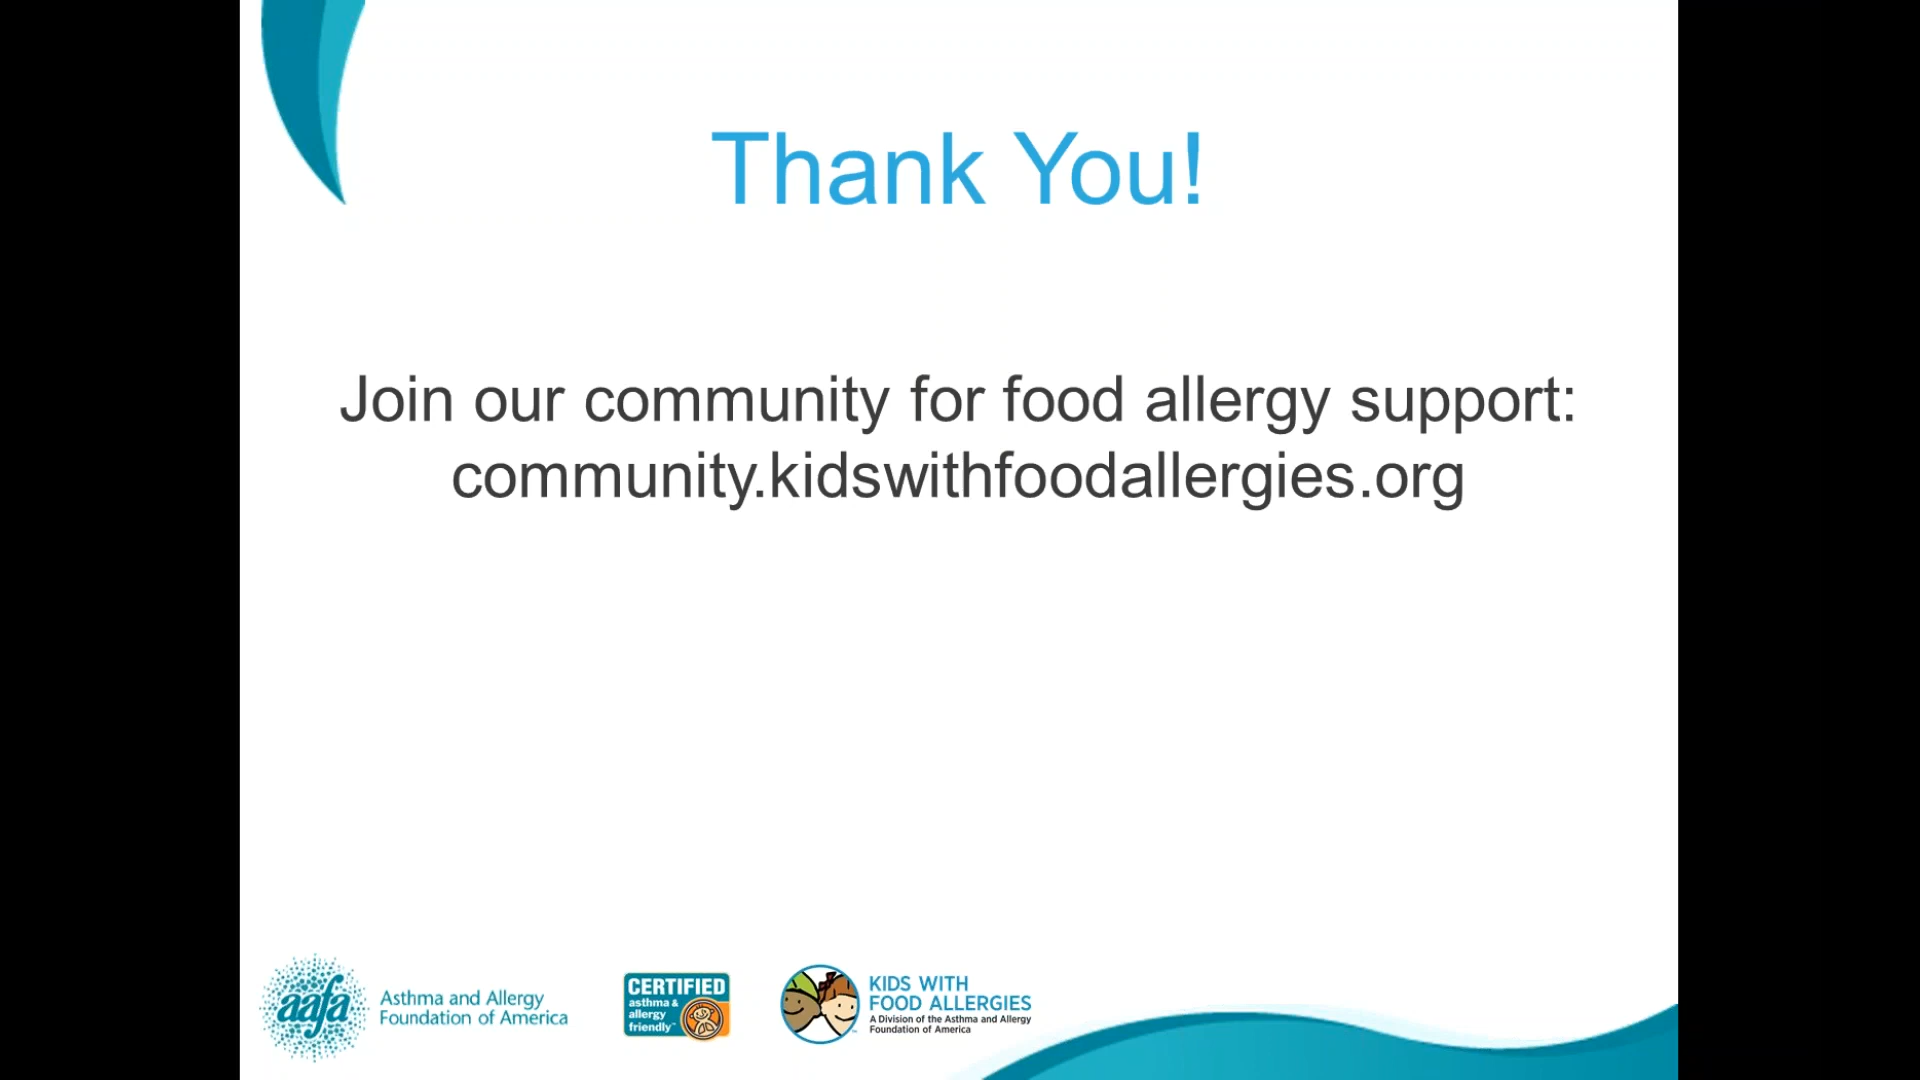 Thank You!
Join our community for food allergy support:
community.kidswithfoodallergies.org
aafa
Asthma and Allergy
Foundation of America
CERTIFIED
asthma &
allergy
friendly™
KIDS WITH
FOOD ALLERGIES
A Division of the Asthma and Allergy
Foundation of America